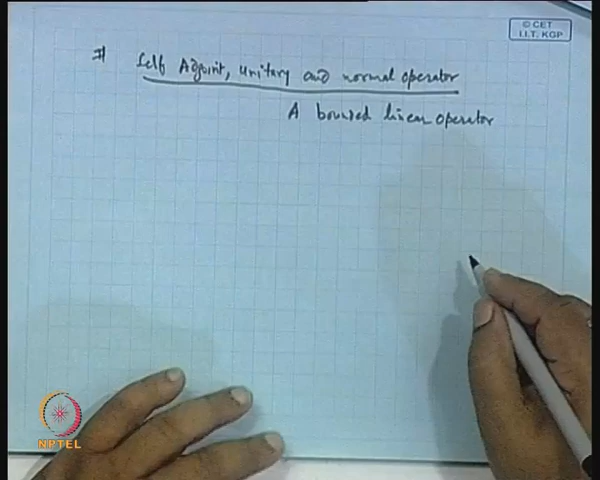 © CET
I.I.T. KGP
# Self Adjoint, unitary and normal operator
A bounded linear operator
NPTEL